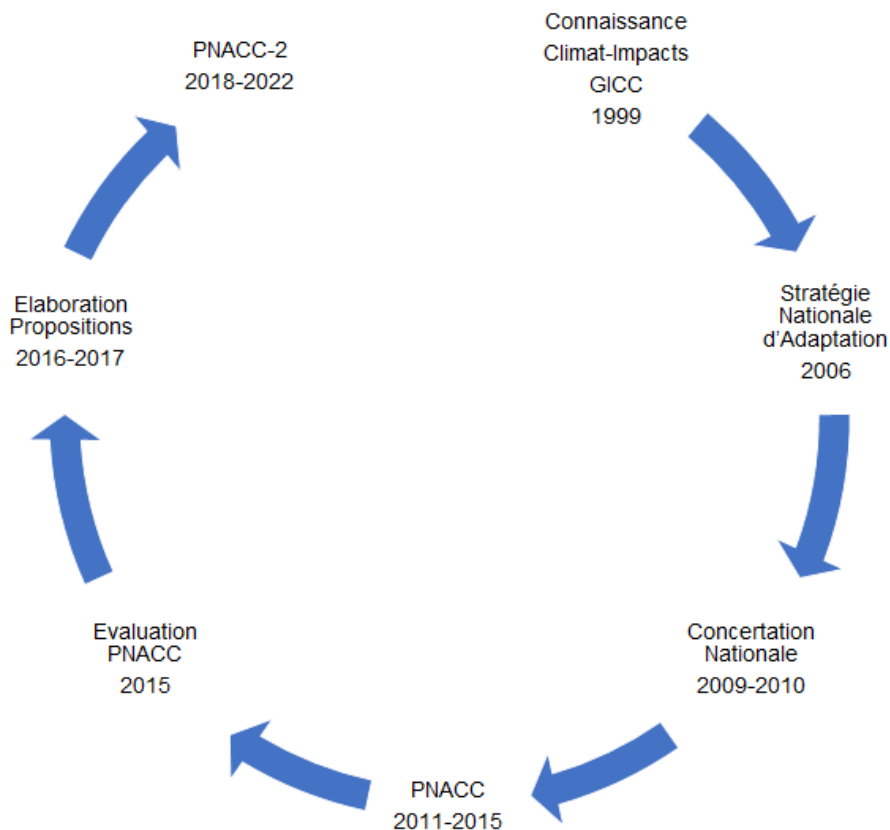 Connaissance
Climat-Impacts
GICC
1999
Stratégie
Nationale
d'Adaptation
2006
Concertation
Nationale
2009-2010
PNACC
2011-2015
Evaluation
PNACC
2015
Elaboration
Propositions
2016-2017
PNACC-2
2018-2022